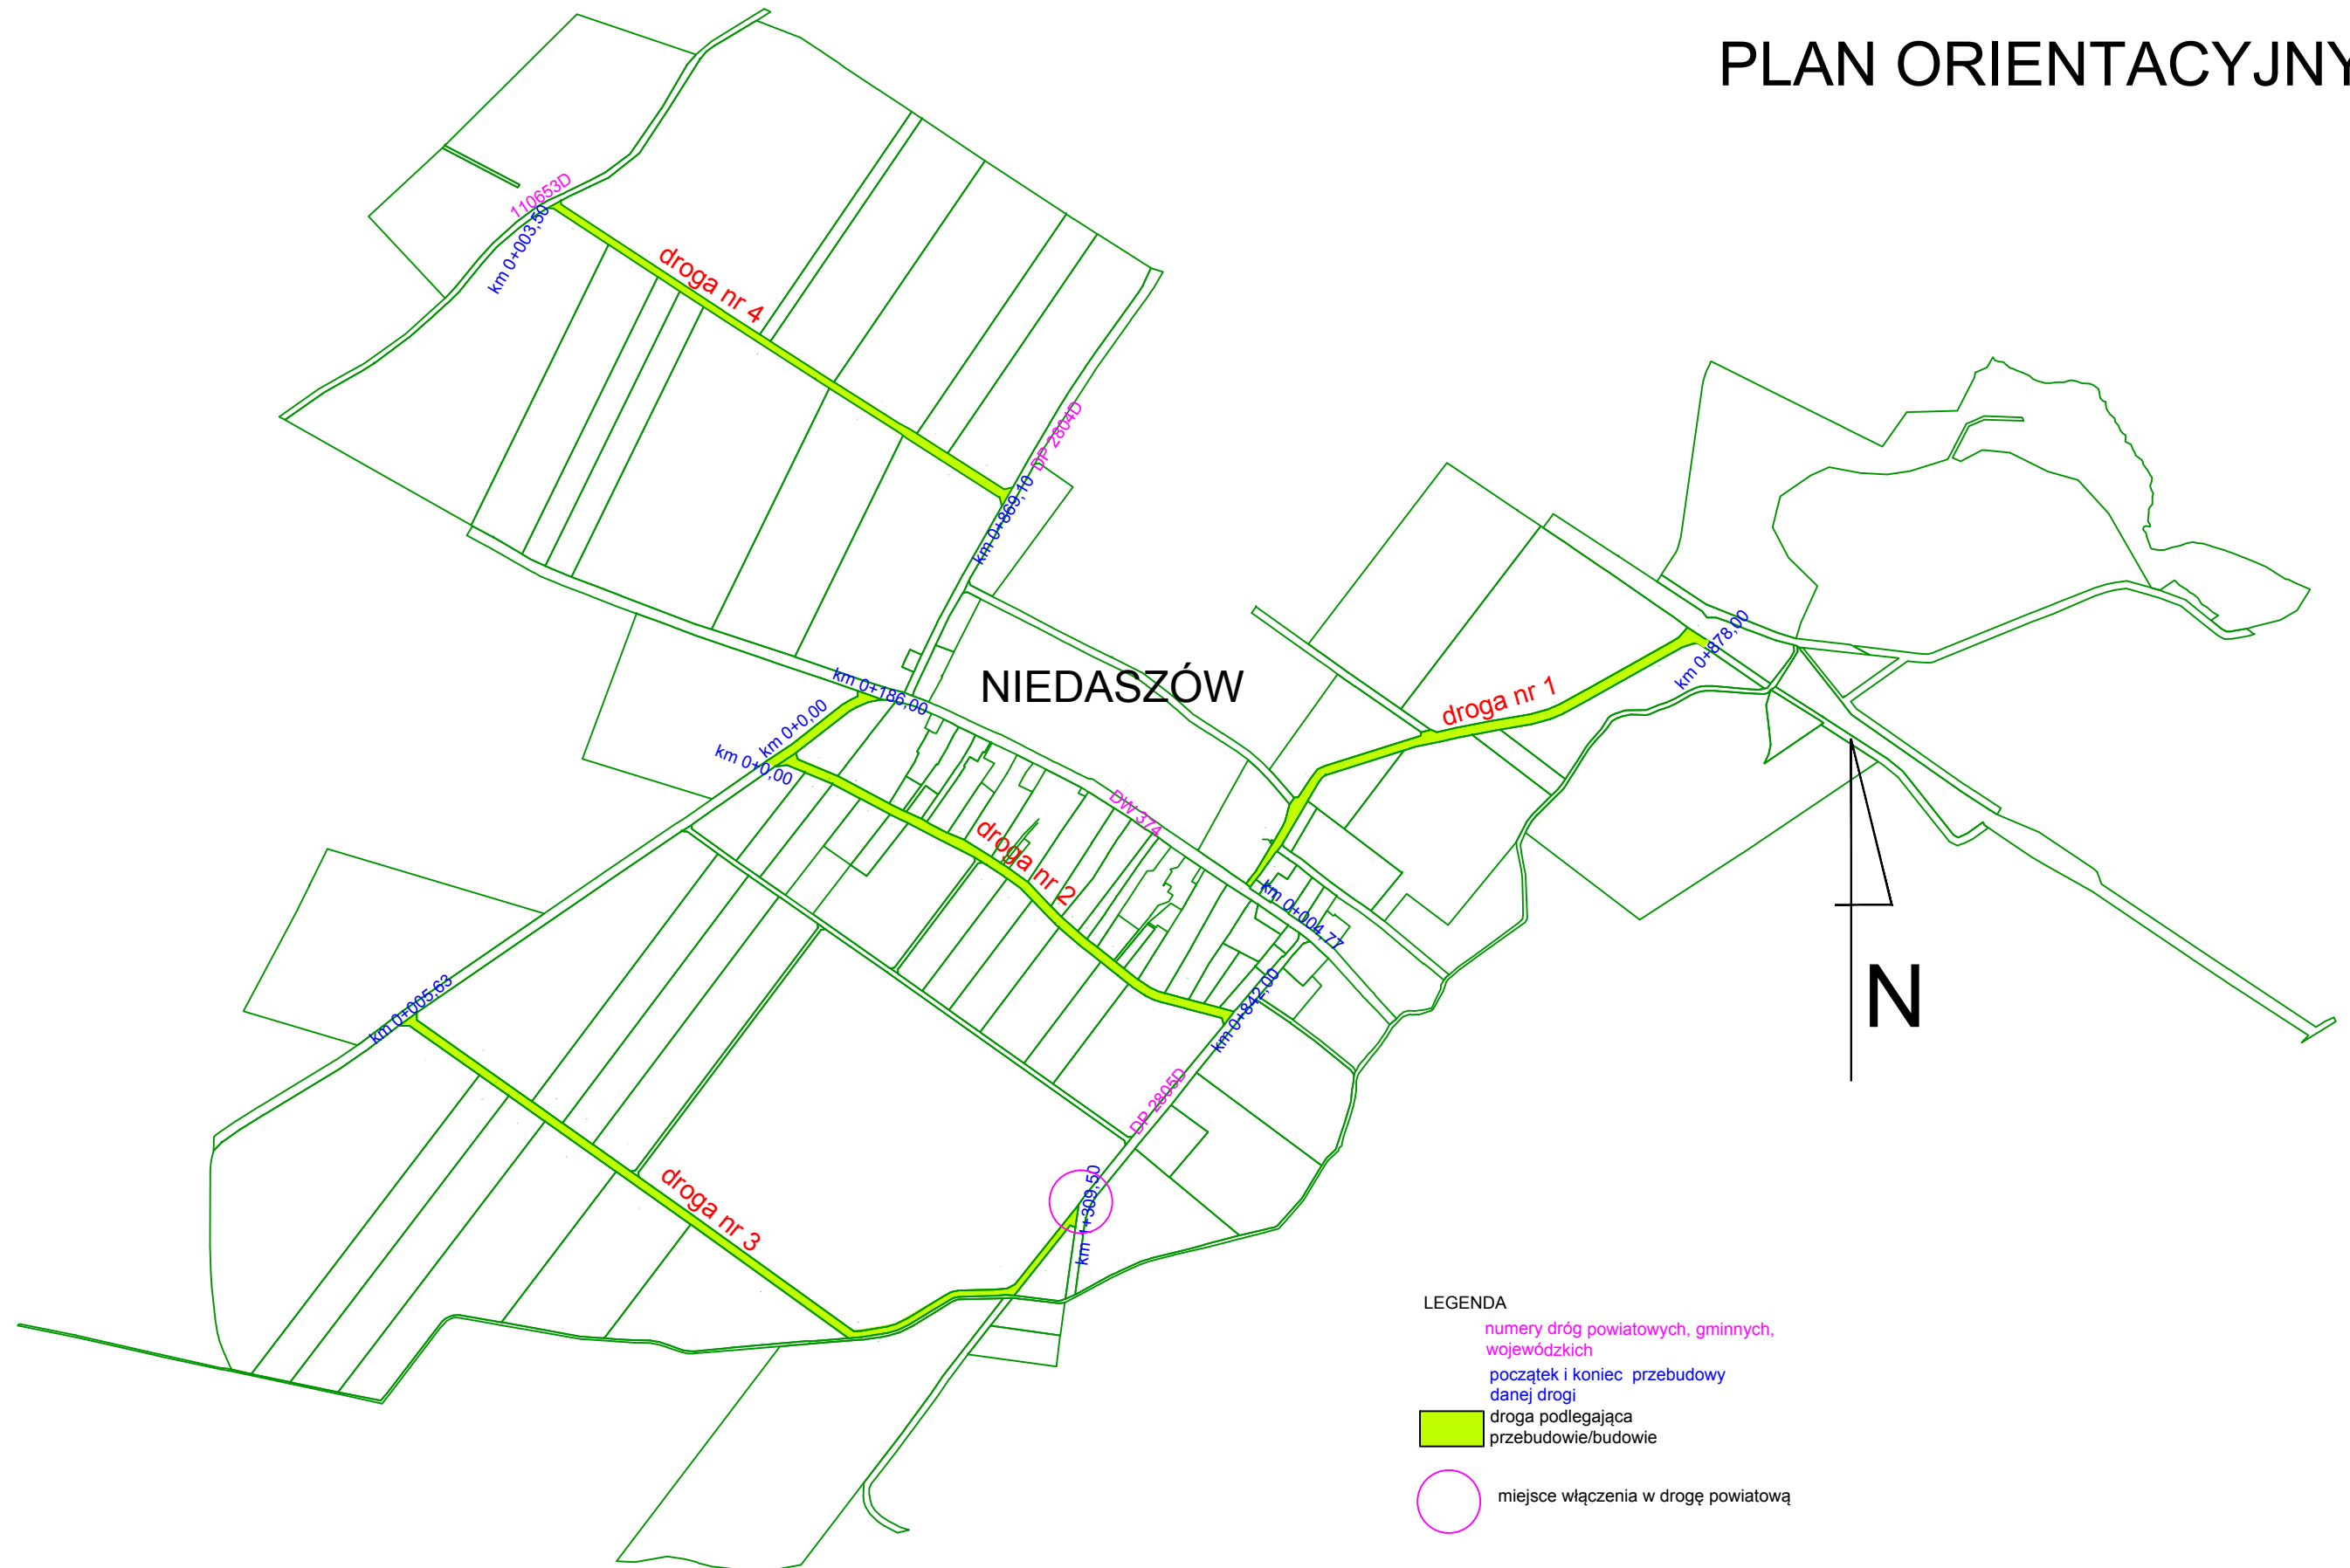 PLAN ORIENTACYJNY
110653D
km 0+003,50
droga nr 4
DP 2804D
km 0+869,10
NIEDASZÓW
km 0+186,00
km 0+0,00
km 0+0,00
droga nr 1
km 0+878,00
DW 374
droga nr 2
km 0+004,77
km 0+842,00
N
km 0+005,63
DP 2805D
droga nr 3
km 1+309,50
LEGENDA
numery dróg powiatowych, gminnych,
wojewódzkich
początek i koniec przebudowy
danej drogi
droga podlegająca
przebudowie/budowie
miejsce włączenia w drogę powiatową